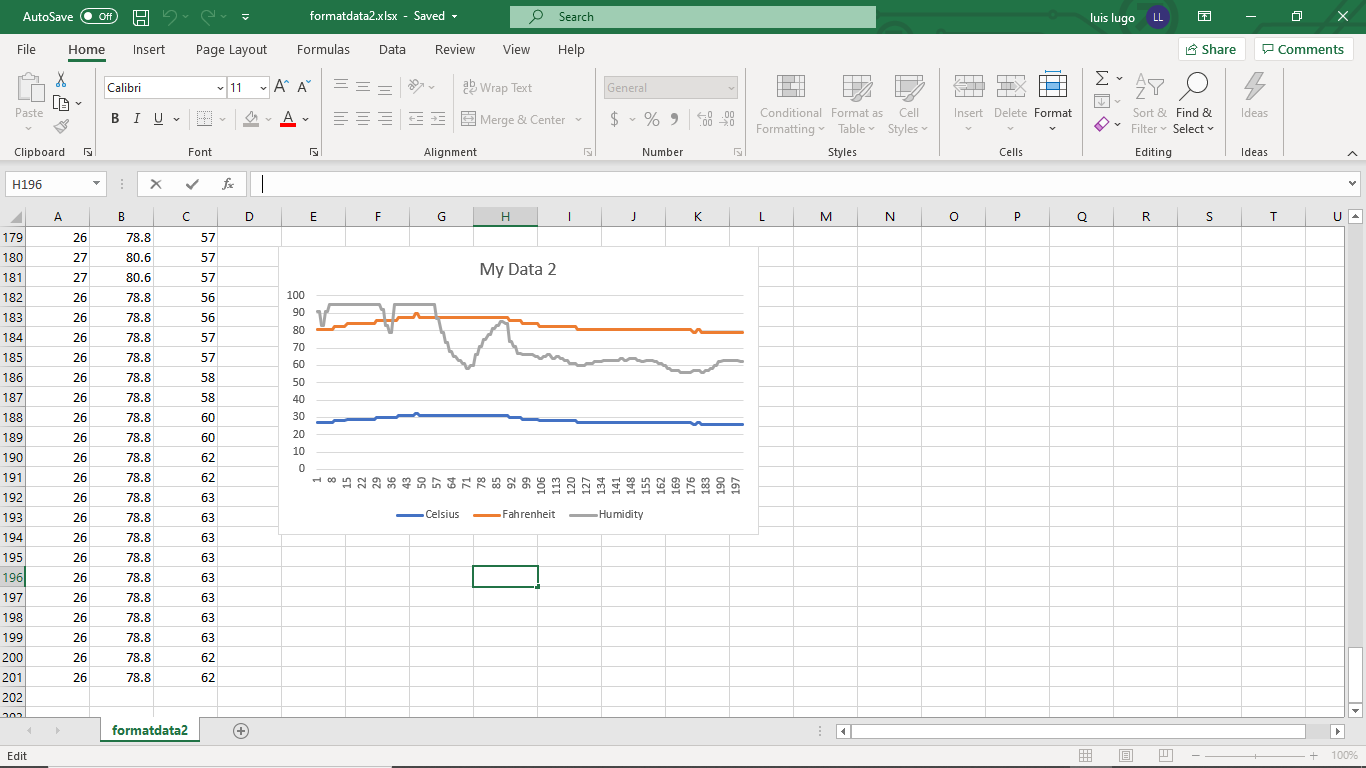 AutoSave Off formatdata2.xlsx - Saved Search luis lugo LL
File Home Insert Page Layout Formulas Data Review View Help Share Comments
Calibri 11 A A ab Wrap Text General Σ
Paste B I U A Merge & Center $ % Conditional Formatting Format as Table Cell Styles Insert Delete Format Sort & Filter Find & Select Ideas
Clipboard Font Alignment Number Styles Cells Editing Ideas
H196 fx
A B C D E F G H I J K L M N O P Q R S T U
179 26 78.8 57
180 27 80.6 57
181 27 80.6 57
182 26 78.8 56
183 26 78.8 56
184 26 78.8 57
185 26 78.8 57
186 26 78.8 58
187 26 78.8 58
188 26 78.8 60
189 26 78.8 60
190 26 78.8 62
191 26 78.8 62
192 26 78.8 63
193 26 78.8 63
194 26 78.8 63
195 26 78.8 63
196 26 78.8 63
197 26 78.8 63
198 26 78.8 63
199 26 78.8 63
200 26 78.8 62
201 26 78.8 62
202
My Data 2
100
90
80
70
60
50
40
30
20
10
0
1 8 15 22 29 36 43 50 57 64 71 78 85 92 99 106 113 120 127 134 141 148 155 162 169 176 183 190 197
Celsius Fahrenheit Humidity
formatdata2
Edit 100%